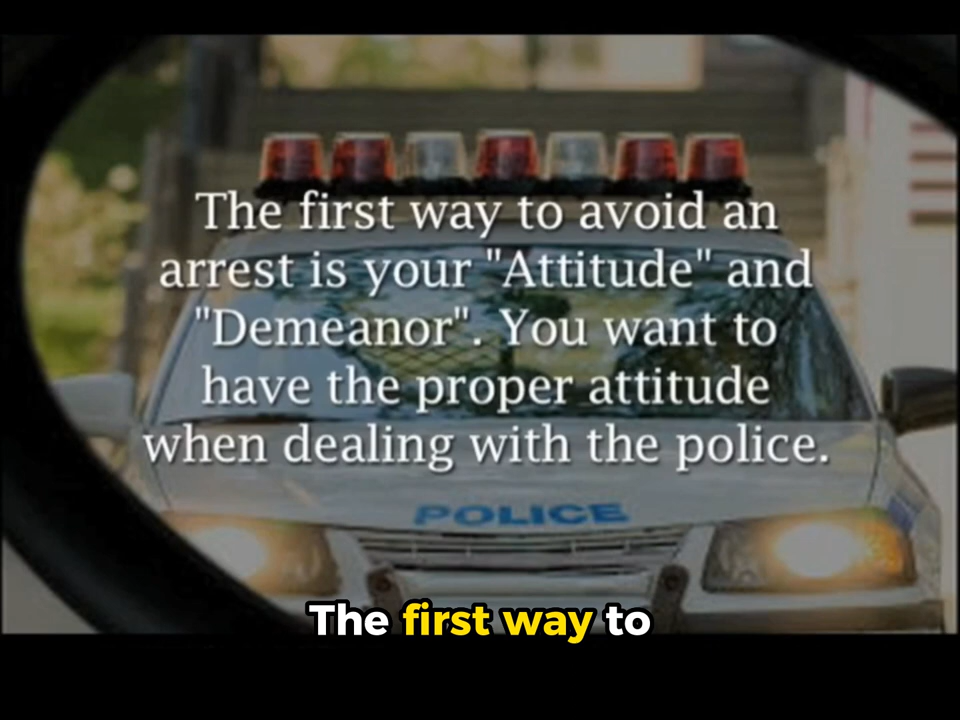 The first way to avoid an
arrest is your "Attitude" and
"Demeanor". You want to
have the proper attitude
when dealing with the police.
POLICE
The first way to